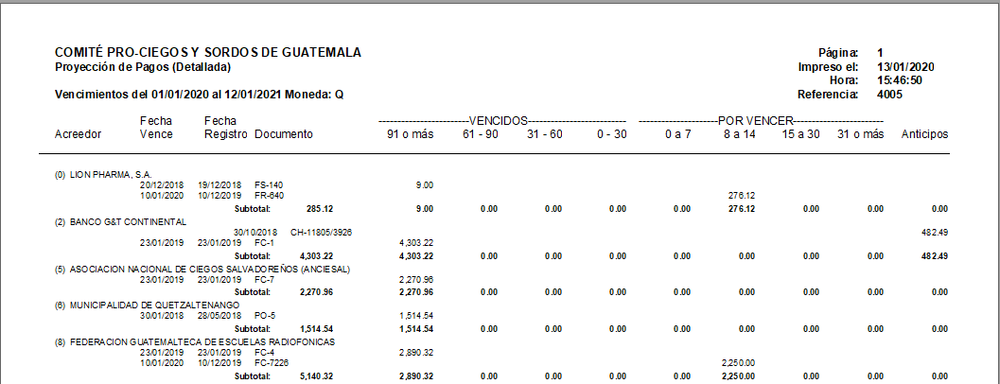 COMITÉ PRO-CIEGOS Y SORDOS DE GUATEMALA Página: 1
Proyección de Pagos (Detallada) Impreso el: 13/01/2020
Hora: 15:46:50
Vencimientos del 01/01/2020 al 12/01/2021 Moneda: Q Referencia: 4005
Fecha Fecha ------------------------VENCIDOS-------------------------- ---------------------POR VENCER------------------------
Acreedor Vence Registro Documento 91 o más 61 - 90 31 - 60 0 - 30 0 a 7 8 a 14 15 a 30 31 o más Anticipos
(0) LION PHARMA, S.A.
20/12/2018 19/12/2018 FS-140 9.00
10/01/2020 10/12/2019 FR-640 276.12
Subtotal: 285.12 9.00 0.00 0.00 0.00 0.00 276.12 0.00 0.00 0.00
(2) BANCO G&T CONTINENTAL
30/10/2018 CH-11805/3926 482.49
23/01/2019 23/01/2019 FC-1 4,303.22
Subtotal: 4,303.22 4,303.22 0.00 0.00 0.00 0.00 0.00 0.00 0.00 482.49
(5) ASOCIACION NACIONAL DE CIEGOS SALVADOREÑOS (ANCIESAL)
23/01/2019 23/01/2019 FC-7 2,270.96
Subtotal: 2,270.96 2,270.96 0.00 0.00 0.00 0.00 0.00 0.00 0.00 0.00
(6) MUNICIPALIDAD DE QUETZALTENANGO
30/01/2018 28/05/2018 PO-5 1,514.54
Subtotal: 1,514.54 1,514.54 0.00 0.00 0.00 0.00 0.00 0.00 0.00 0.00
(8) FEDERACION GUATEMALTECA DE ESCUELAS RADIOFONICAS
23/01/2019 23/01/2019 FC-4 2,890.32
10/01/2020 10/12/2019 FC-7226 2,250.00
Subtotal: 5,140.32 2,890.32 0.00 0.00 0.00 0.00 2,250.00 0.00 0.00 0.00